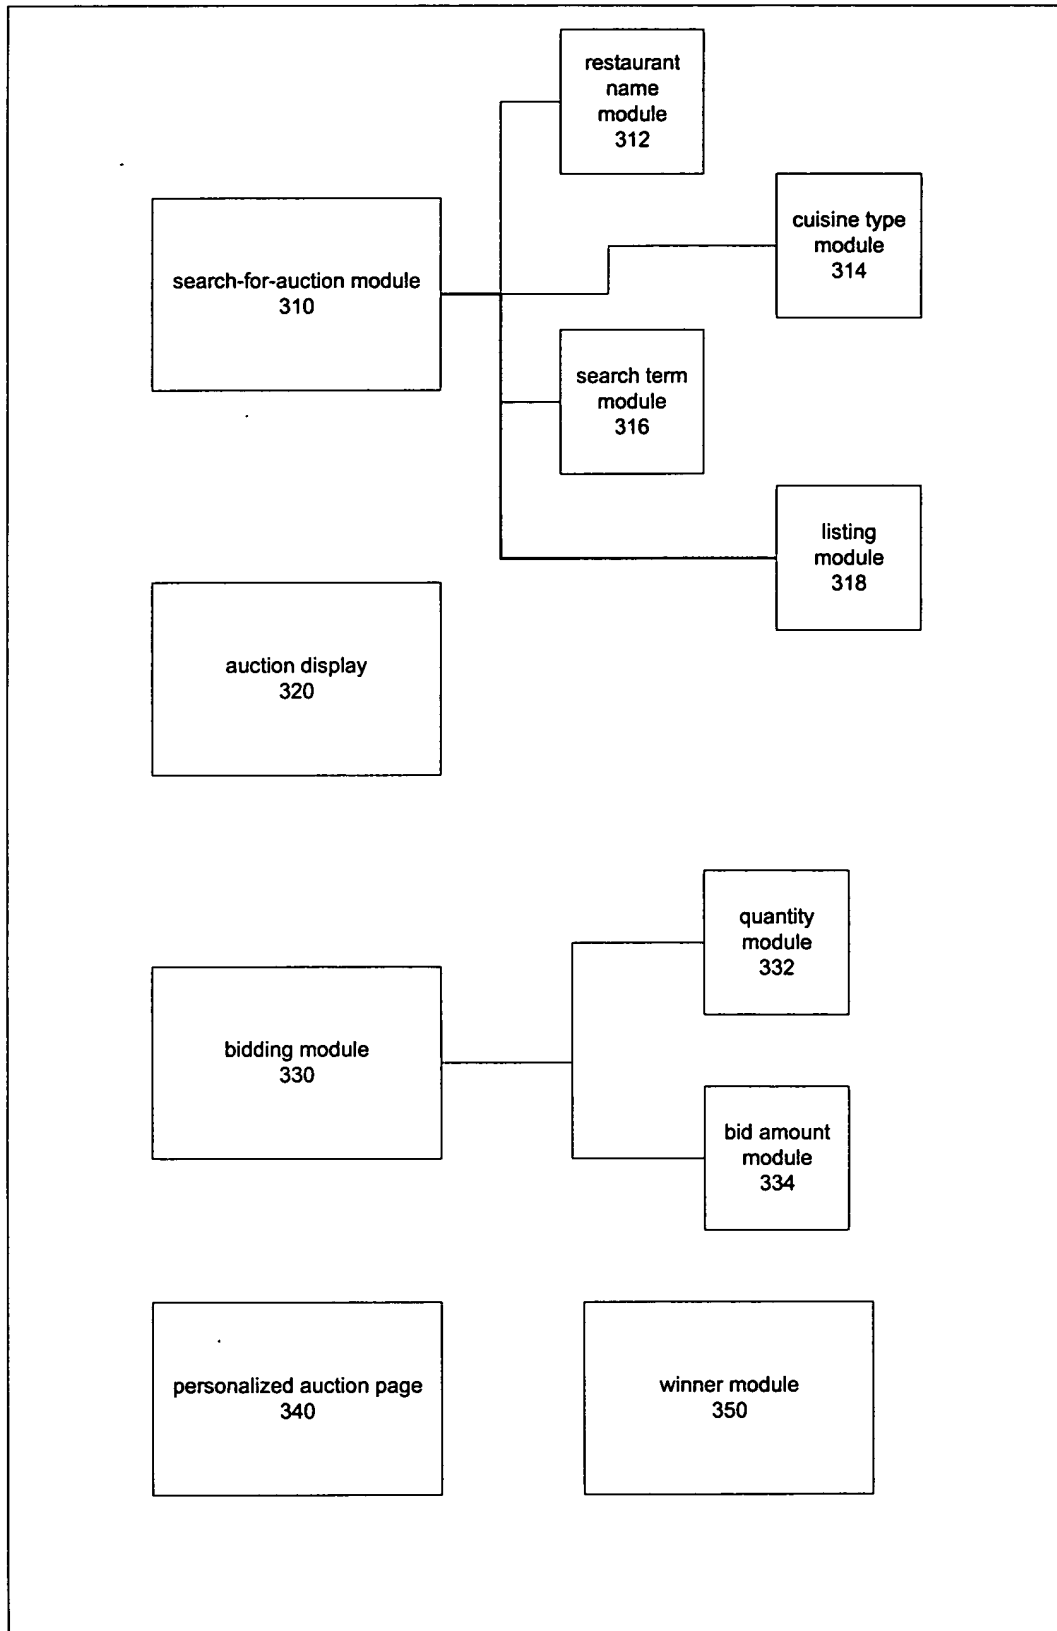 restaurant
name
module
312
cuisine type
module
314
search-for-auction module
310
search term
module
316
listing
module
318
auction display
320
quantity
module
332
bidding module
330
bid amount
module
334
personalized auction page
340
winner module
350